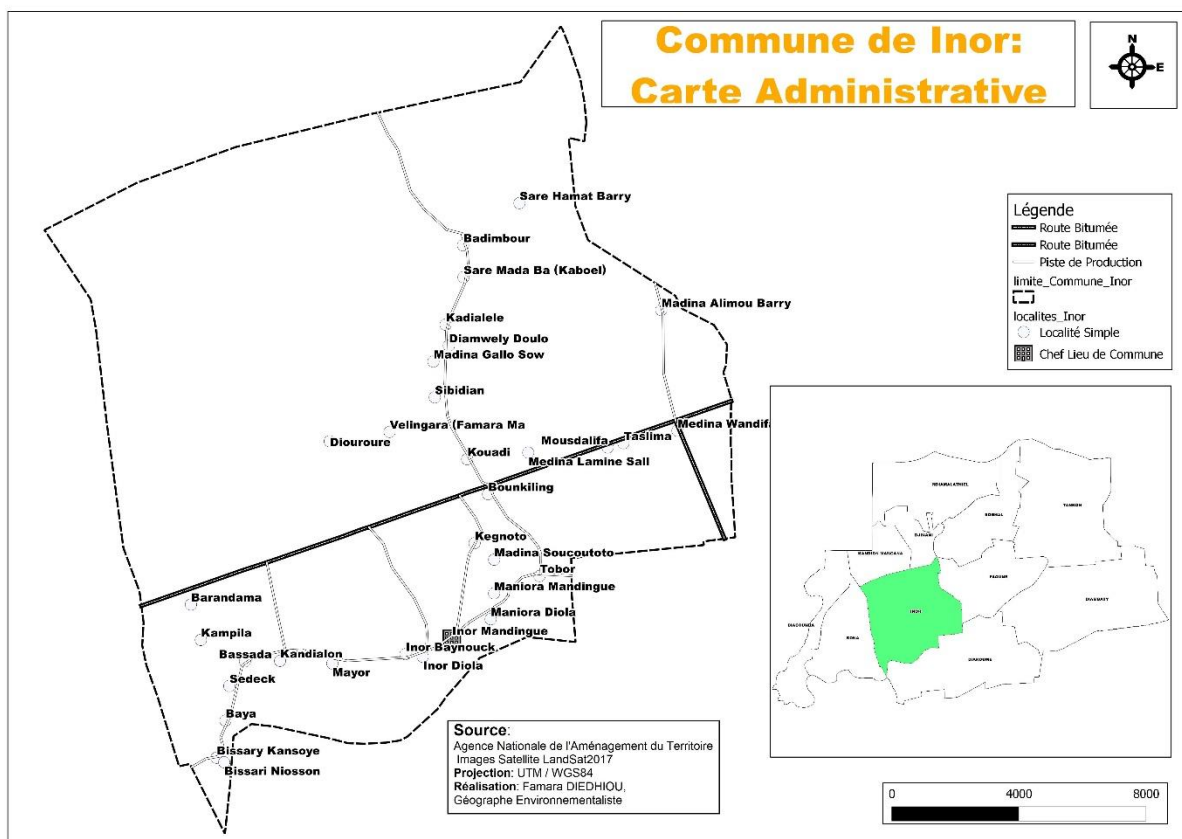 Commune de Inor:
Carte Administrative
N
E
Sare Hamat Barry
Badimbour
Sare Mada Ba (Kaboel)
Madina Alimou Barry
Kadialele
Diamwely Doulo
Madina Gallo Sow
Sibidian
Velingara (Famara Ma
Diouroure
Mousdalifa
Taslima
Medina Wandifa
Kouadi
Medina Lamine Sall
Bounkiling
Kegnoto
Madina Soucoutoto
Tobor
Maniora Mandingue
Barandama
Maniora Diola
Inor Mandingue
Kampila
Inor Baynouck
Bassada
Kandialon
Mayor
Inor Diola
Sedeck
Baya
Bissary Kansoye
Bissari Niosson
Légende
Route Bitumée
Route Bitumée
Piste de Production
limite_Commune_Inor
localites_Inor
Localité Simple
Chef Lieu de Commune
TANKON
BONA
INOR
DIAROUME
DIAMBATY
Source:
Agence Nationale de l'Aménagement du Territoire
Images Satellite LandSat2017
Projection: UTM / WGS84
Réalisation: Famara DIEDHIOU,
Géographe Environnementaliste
0
4000
8000